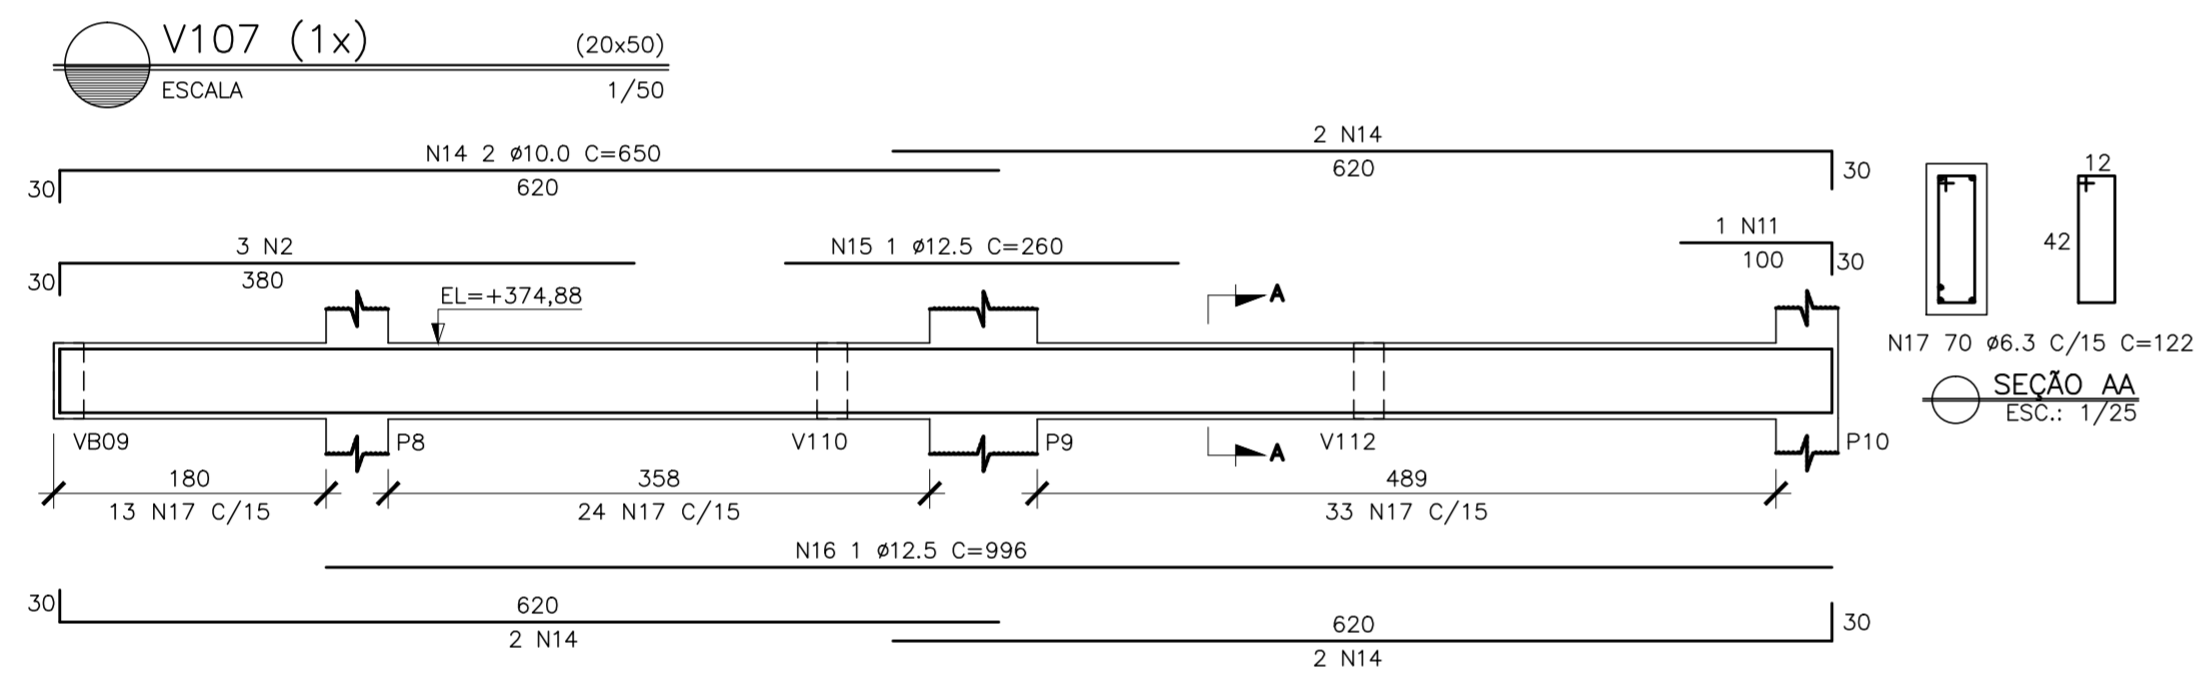 V107 (1x) (20x50)
ESCALA 1/50
2 N14
N14 2 ø10.0 C=650
620
620
30
30
12
1 N11
3 N2
N15 1 ø12.5 C=260
42
380
100
30
30
EL=+374,88
A
N17 70 ø6.3 C/15 C=122
SEÇÃO AA
ESC.: 1/25
VB09
P8
V110
P9
A
V112
P10
180
358
489
13 N17 C/15
24 N17 C/15
33 N17 C/15
N16 1 ø12.5 C=996
30
620
620
30
2 N14
2 N14